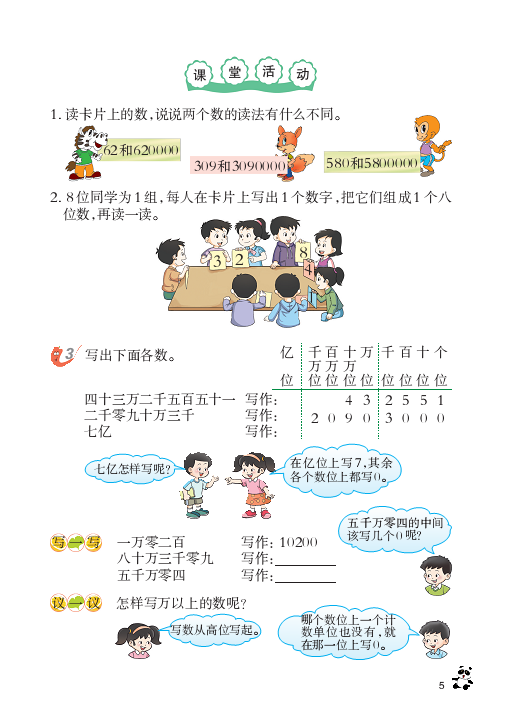 课堂活动
1. 读卡片上的数，说说两个数的读法有什么不同。
62和620000
309和3090000
580和5800000
2. 8位同学为1组，每人在卡片上写出1个数字，把它们组成1个八
位数，再读一读。
3 2 8
4
1
3 写出下面各数。
亿 千 百 十 万 千 百 十 个
万 万 万
位 位 位 位 位 位 位 位 位
四十三万二千五百五十一 写作： 4 3 2 5 5 1
二千零九十万三千 写作： 2 0 9 0 3 0 0 0
七亿 写作：
七亿怎样写呢？
在亿位上写7，其余
各个数位上都写0。
五千万零四的中间
该写几个0呢？
写一写 一万零二百 写作：10200
八十万三千零九 写作：
五千万零四 写作：
议一议 怎样写万以上的数呢？
写数从高位写起。
哪个数位上一个计
数单位也没有，就
在那一位上写0。
5